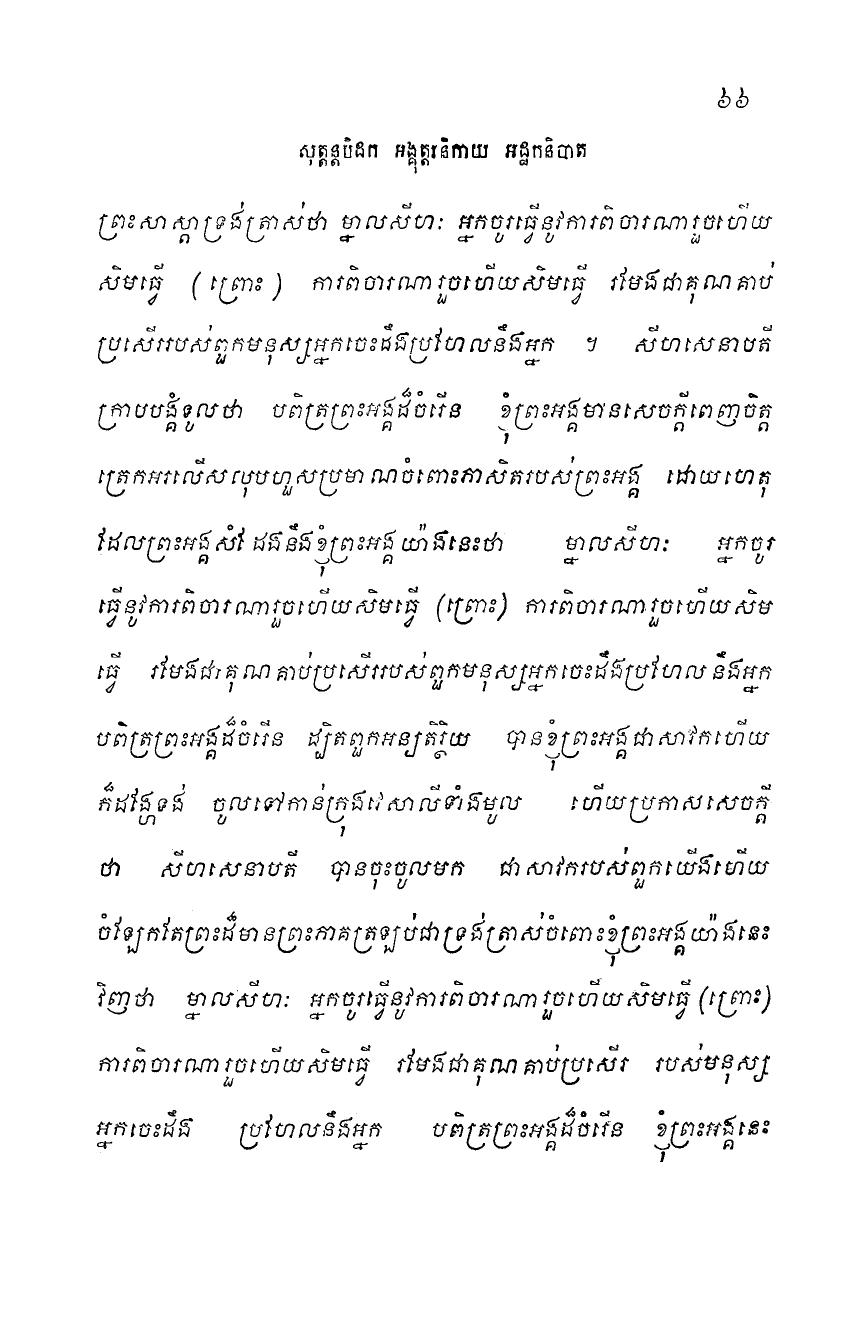 ៦៦
សុត្តន្តបិដក អង្គុត្តរនិកាយ អដ្ឋកនិបាត
ព្រះសាស្តាទ្រង់ត្រាស់ថា ម្នាលសីហៈ អ្នកចូរធ្វើនូវការពិចារណារួចហើយ
សឹមធ្វើ (ព្រោះ) ការពិចារណារួចហើយសឹមធ្វើ រមែងជាគុណគាប់
ប្រសើររបស់ពួកមនុស្សអ្នកចេះដឹងប្រហែលនឹងអ្នក ។ សីហសេនាបតី
ក្រាបបង្គំទូលថា បពិត្រព្រះអង្គដ៏ចំរើន ខ្ញុំព្រះអង្គមានសេចក្តីពេញចិត្ត
ត្រេកអរលើសលុបហួសប្រមាណចំពោះភាសិតរបស់ព្រះអង្គ ដោយហេតុ
ដែលព្រះអង្គសំដែងនឹងខ្ញុំព្រះអង្គយ៉ាងនេះថា ម្នាលសីហៈ អ្នកចូរ
ធ្វើនូវការពិចារណារួចហើយសឹមធ្វើ (ព្រោះ) ការពិចារណារួចហើយសឹម
ធ្វើ រមែងជាគុណគាប់ប្រសើររបស់ពួកមនុស្សអ្នកចេះដឹងប្រហែលនឹងអ្នក
បពិត្រព្រះអង្គដ៏ចំរើន ដ្បិតពួកអន្យតិរ្ថិយ បានខ្ញុំព្រះអង្គជាសាវកហើយ
ក៏ដង្ហែទង់ ចូលទៅកាន់ក្រុងវេសាលីទាំងមូល ហើយប្រកាសសេចក្តី
ថា សីហសេនាបតី បានចុះចូលមក ជាសាវករបស់ពួកយើងហើយ
ចំឡែកតែព្រះដ៏មានព្រះភាគត្រឡប់ជាទ្រង់ត្រាស់ចំពោះខ្ញុំព្រះអង្គយ៉ាងនេះ
វិញថា ម្នាលសីហៈ អ្នកចូរធ្វើនូវការពិចារណារួចហើយសឹមធ្វើ (ព្រោះ)
ការពិចារណារួចហើយសឹមធ្វើ រមែងជាគុណគាប់ប្រសើរ របស់មនុស្ស
អ្នកចេះដឹង ប្រហែលនឹងអ្នក បពិត្រព្រះអង្គដ៏ចំរើន ខ្ញុំព្រះអង្គនេះ